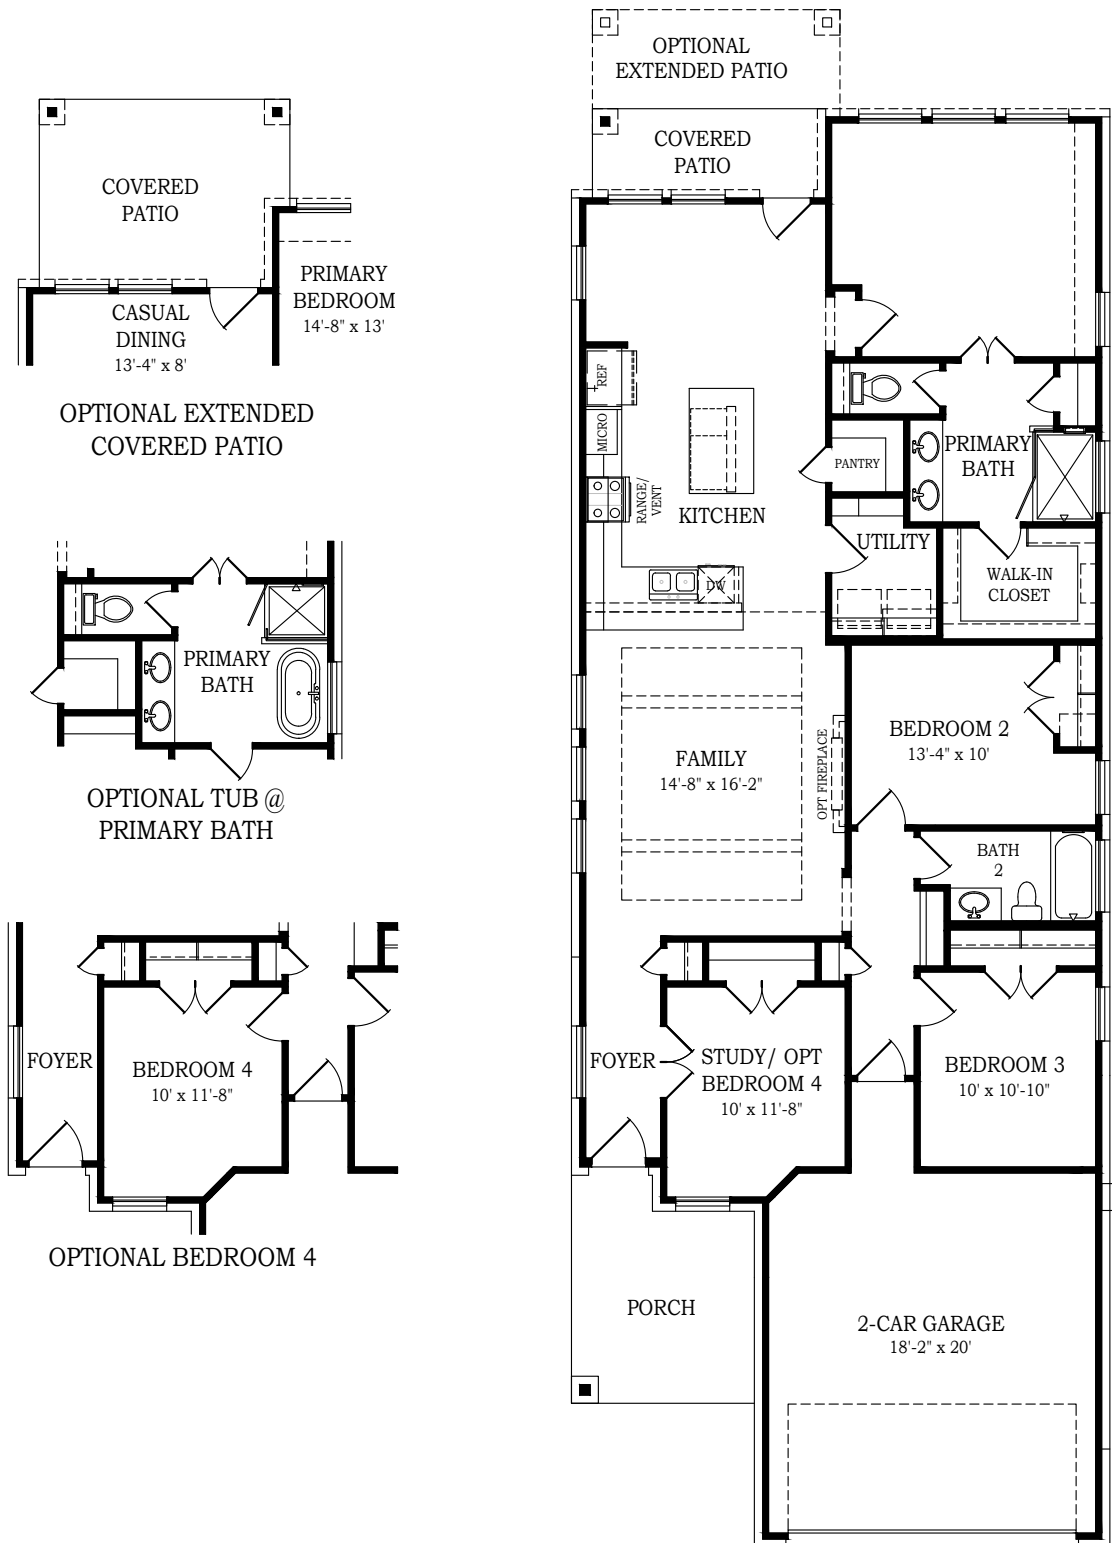 COVERED
PATIO
PRIMARY
BEDROOM
14'-8" x 13'
CASUAL
DINING
13'-4" x 8'
OPTIONAL EXTENDED
COVERED PATIO
PRIMARY
BATH
OPTIONAL TUB @
PRIMARY BATH
FOYER
BEDROOM 4
10' x 11'-8"
OPTIONAL BEDROOM 4
OPTIONAL
EXTENDED PATIO
COVERED
PATIO
REF
MICRO
RANGE/
VENT
KITCHEN
DW
PANTRY
PRIMARY
BATH
UTILITY
WALK-IN
CLOSET
FAMILY
14'-8" x 16'-2"
OPT FIREPLACE
BEDROOM 2
13'-4" x 10'
BATH
2
FOYER
STUDY/ OPT
BEDROOM 4
10' x 11'-8"
BEDROOM 3
10' x 10'-10"
PORCH
2-CAR GARAGE
18'-2" x 20'